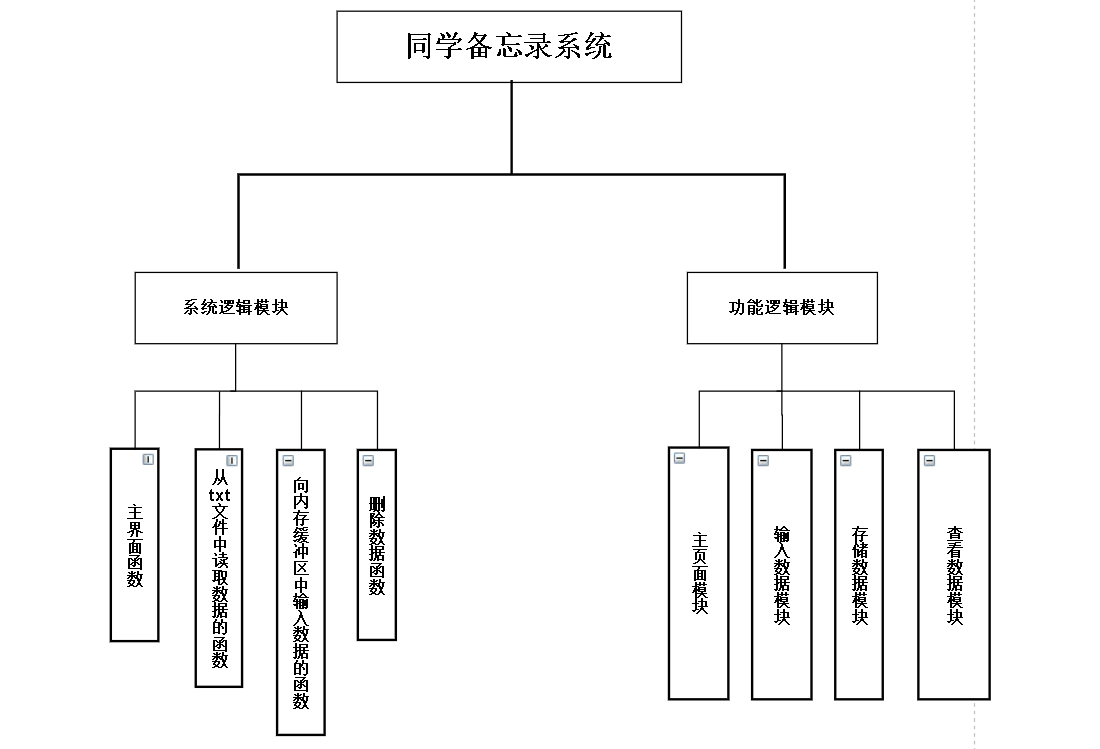 同学备忘录系统
系统逻辑模块
功能逻辑模块
主界面函数
从txt文件中读取数据的函数
向内存缓冲区中输入数据的函数
删除数据函数
主页面模块
输入数据模块
存储数据模块
查看数据模块